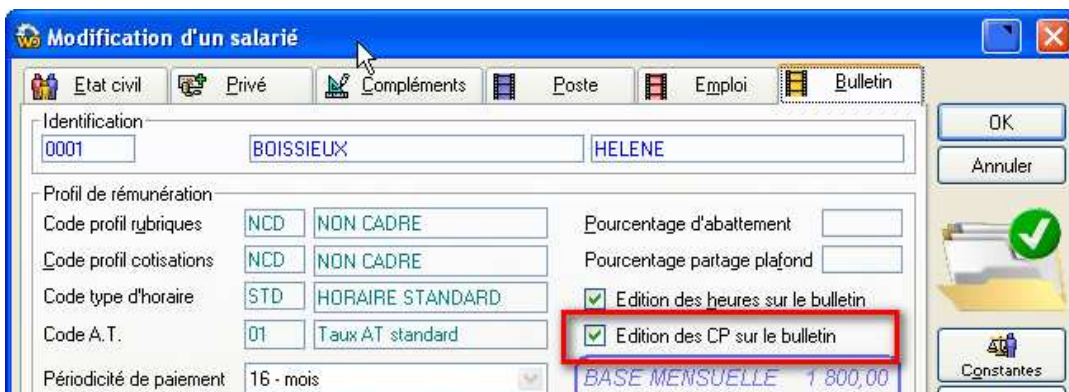 Modification d'un salarié
Etat civil Privé Compléments Poste Emploi Bulletin
Identification
0001 BOISSIEUX HELENE
OK
Annuler
Profil de rémunération
Code profil rubriques NCD NON CADRE Pourcentage d'abattement
Code profil cotisations NCD NON CADRE Pourcentage partage plafond
Code type d'horaire STD HORAIRE STANDARD Edition des heures sur le bulletin
Code A.T. 01 Taux AT standard Edition des CP sur le bulletin
Périodicité de paiement 16 - mois BASE MENSUELLE 1 800,00
Constantes